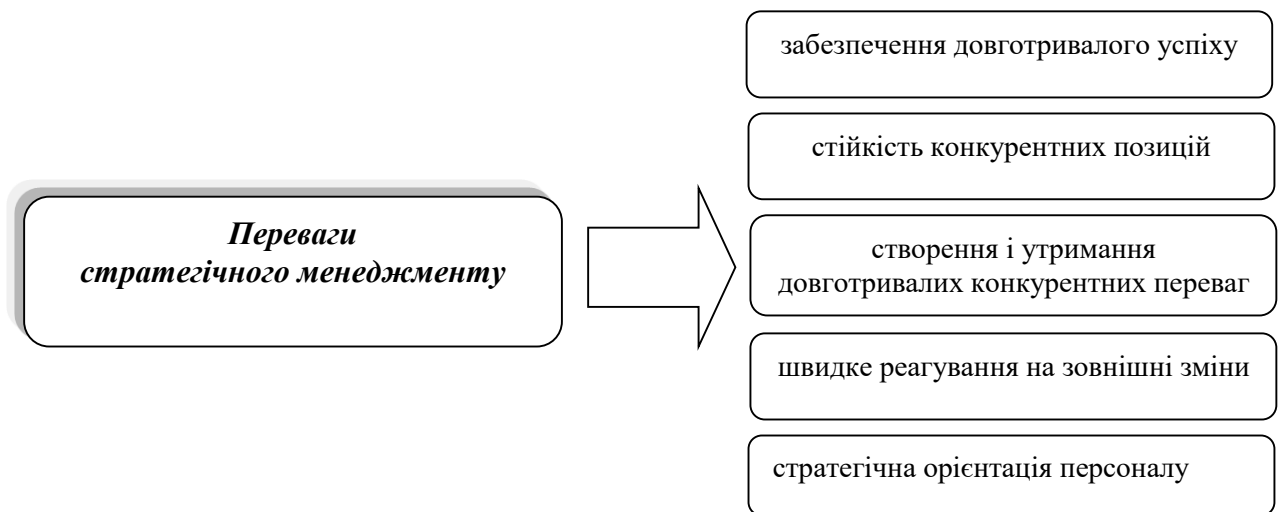 Переваги
стратегічного менеджменту
забезпечення довготривалого успіху
стійкість конкурентних позицій
створення і утримання
довготривалих конкурентних переваг
швидке реагування на зовнішні зміни
стратегічна орієнтація персоналу